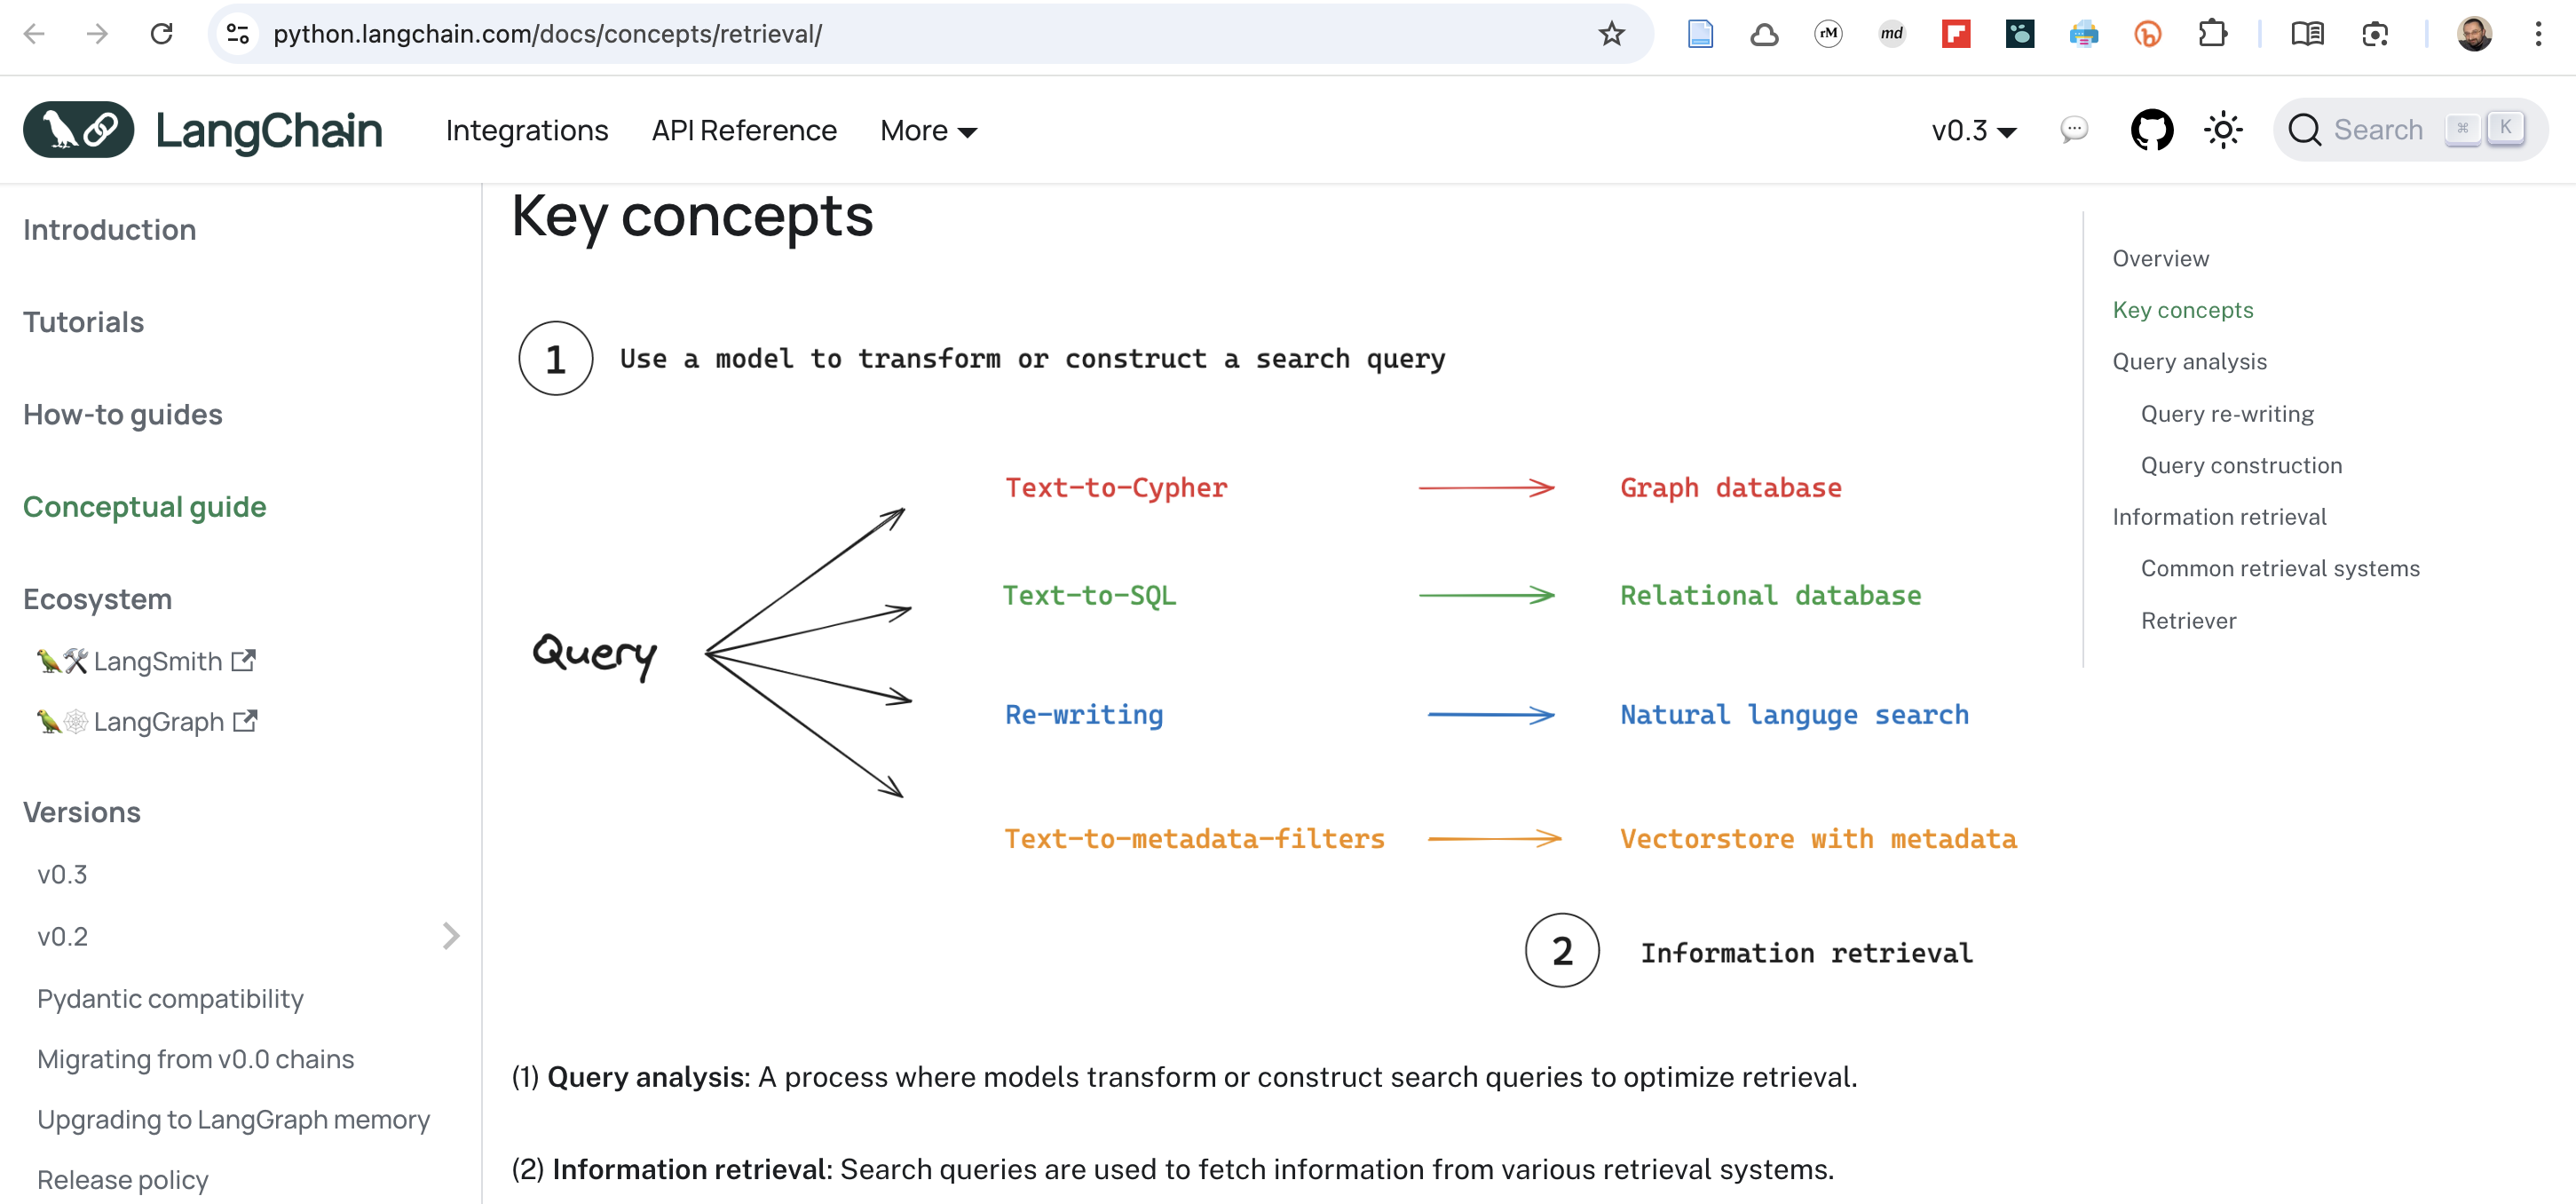 python.langchain.com/docs/concepts/retrieval/
rM
md
LangChain
Integrations
API Reference
More
v0.3
Search
⌘ K
Introduction
Tutorials
How-to guides
Conceptual guide
Ecosystem
LangSmith
LangGraph
Versions
v0.3
v0.2
Pydantic compatibility
Migrating from v0.0 chains
Upgrading to LangGraph memory
Release policy
Key concepts
1 Use a model to transform or construct a search query
Query
Text-to-Cypher Graph database
Text-to-SQL Relational database
Re-writing Natural languge search
Text-to-metadata-filters Vectorstore with metadata
2 Information retrieval
(1) Query analysis: A process where models transform or construct search queries to optimize retrieval.
(2) Information retrieval: Search queries are used to fetch information from various retrieval systems.
Overview
Key concepts
Query analysis
Query re-writing
Query construction
Information retrieval
Common retrieval systems
Retriever